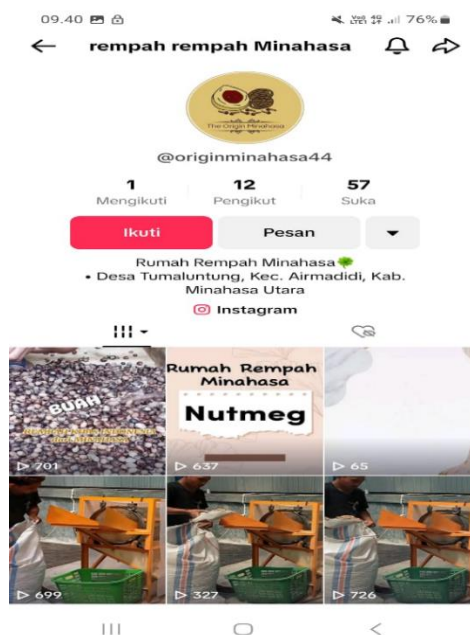 09.40
76%
rempah rempah Minahasa
The Origin Minahasa
@originminahasa44
1 12 57
Mengikuti Pengikut Suka
Ikuti Pesan
Rumah Rempah Minahasa
• Desa Tumaluntung, Kec. Airmadidi, Kab.
Minahasa Utara
Instagram
BUAH
701
Rumah Rempah
Minahasa
Nutmeg
637
65
699
327
726